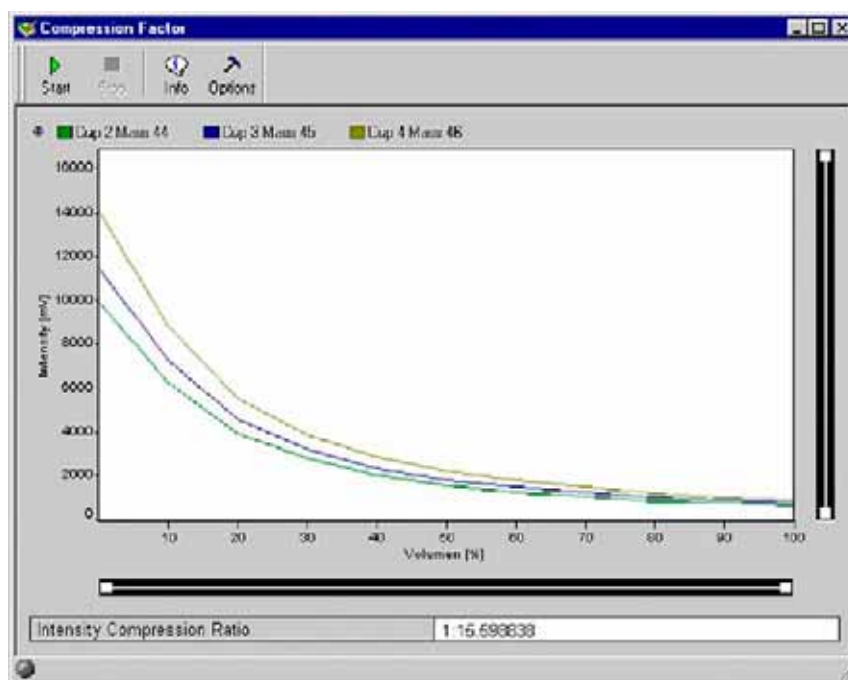 Compression Factor
Start Stop Info Options
Cup 2 Mass 44 Cup 3 Mass 45 Cup 4 Mass 46
16000
14000
12000
10000
8000
6000
4000
2000
0
Intensity [mV]
10 20 30 40 50 60 70 80 90 100
Volumen [%]
Intensity Compression Ratio 1:15.598838